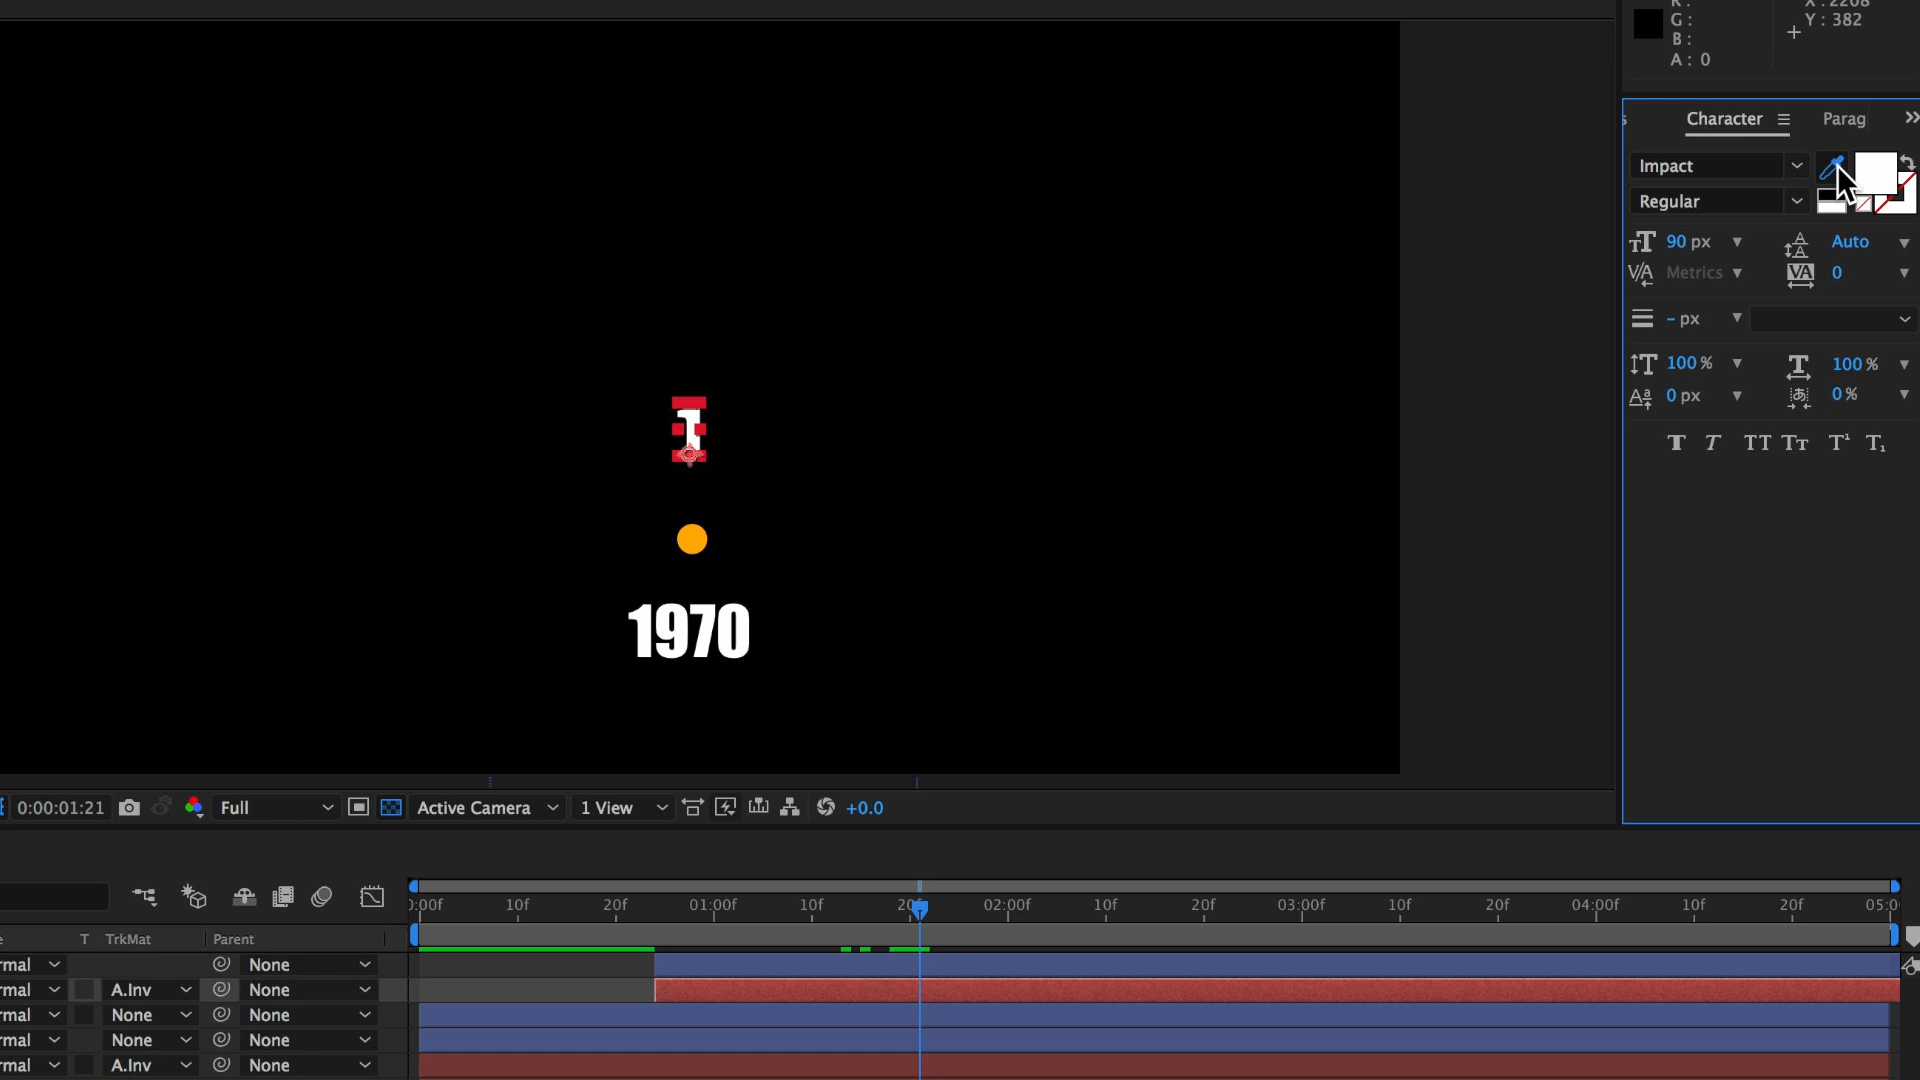 R :
G :
B :
A : 0
X : 2208
Y : 382
s
Character
Parag
Impact
Regular
90 px
Auto
Metrics
0
- px
100 %
100 %
0 px
0 %
T T TT Tт T¹ T₁
1
1970
0:00:01:21
Full
Active Camera
1 View
+0.0
):00f 10f 20f 01:00f 10f 20f 02:00f 10f 20f 03:00f 10f 20f 04:00f 10f 20f 05:0
e T TrkMat Parent
rmal None
rmal A.Inv None
rmal None None
rmal None None
rmal A.Inv None